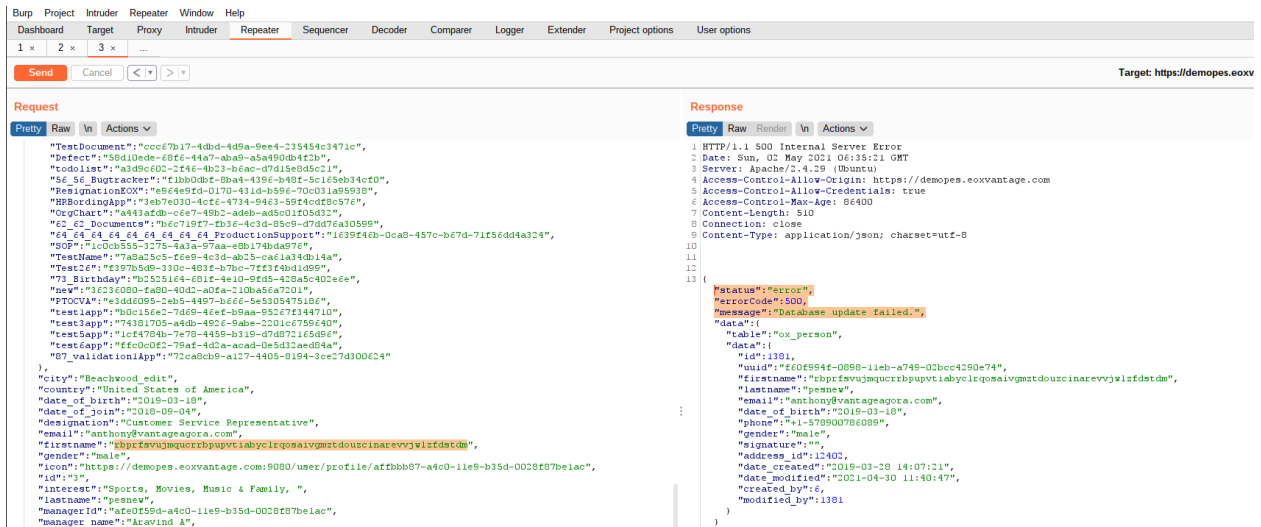 Burp Project Intruder Repeater Window Help
Dashboard Target Proxy Intruder Repeater Sequencer Decoder Comparer Logger Extender Project options User options
1 × 2 × 3 × ...
Send Cancel < | ▾ > | ▾ Target: https://demopes.eoxv
Request
Pretty Raw \n Actions
"TestDocument":"ccc67b17-4dbd-4d9a-9ee4-235454c3471c",
"Defect":"58d10ede-68f6-44a7-aba9-a5a490db4f2b",
"todolist":"a3d9c602-2f46-4b23-b6ac-d7d15e8d5c21",
"56_56_Bugtracker":"f1bb0dbf-8ba4-4396-b48f-5c165eb34cf0",
"ResignationEOX":"e964e9fd-0170-431d-b596-70c031a95938",
"HRBordingApp":"3eb7e030-4cf6-4734-9463-59f4cdf8c576",
"OrgChart":"a443afdb-c6e7-49b2-adeb-ad5c01f05d32",
"62_62_Documents":"b6c719f7-fb36-4c3d-85c9-d7dd76a30599",
"64_64_64_64_64_64_64_64_ProductionSupport":"1639f46b-0ca8-457c-b67d-71f56dd4a324",
"SOP":"1c0cb555-3275-4a3a-97aa-e8b174bda976",
"TestName":"7a8a25c5-f6e9-4c3d-ab25-ca61a34db14a",
"Test26":"f397b5d9-330c-483f-b7bc-7ff3f4bd1d99",
"73_Birthday":"b2525164-681f-4e10-9fd5-428a5c402e6e",
"new":"36236080-fa80-40d2-a0fa-210ba56a7201",
"PTOCVA":"e3dd6095-2eb5-4497-b666-5e5305475186",
"test1app":"b0c156e2-7d69-46ef-b9aa-95267f344710",
"test3app":"74381705-a4db-4926-9abe-2201c6759640",
"test5app":"1cf4784b-7e78-4459-b319-d7d872165d96",
"test6app":"ffc0c0f2-79af-4d2a-acad-0e5d32aed84a",
"87_validation1App":"72ca8cb9-a127-4405-8194-3ce27d300624"
},
"city":"Beachwood_edit",
"country":"United States of America",
"date_of_birth":"2019-03-18",
"date_of_join":"2018-09-04",
"designation":"Customer Service Representative",
"email":"anthony@vantageagora.com",
"firstname":"rbprfsvujmqucrrbpupvtiabyclrqosaivgmztdouzcinarevvjwlzfdstdm",
"gender":"male",
"icon":"https://demopes.eoxvantage.com:9080/user/profile/affbbb87-a4c0-11e9-b35d-0028f87be1ac",
"id":"3",
"interest":"Sports, Movies, Music & Family, ",
"lastname":"pesnew",
"managerId":"afe0f59d-a4c0-11e9-b35d-0028f87be1ac",
"manager_name":"Aravind A",
Response
Pretty Raw Render \n Actions
1 HTTP/1.1 500 Internal Server Error
2 Date: Sun, 02 May 2021 06:35:21 GMT
3 Server: Apache/2.4.29 (Ubuntu)
4 Access-Control-Allow-Origin: https://demopes.eoxvantage.com
5 Access-Control-Allow-Credentials: true
6 Access-Control-Max-Age: 86400
7 Content-Length: 510
8 Connection: close
9 Content-Type: application/json; charset=utf-8
10
11
12
13 {
"status":"error",
"errorCode":500,
"message":"Database update failed.",
"data":{
"table":"ox_person",
"data":{
"id":1381,
"uuid":"f60f994f-0898-11eb-a749-02bcc4290e74",
"firstname":"rbprfsvujmqucrrbpupvtiabyclrqosaivgmztdouzcinarevvjwlzfdstdm",
"lastname":"pesnew",
"email":"anthony@vantageagora.com",
"date_of_birth":"2019-03-18",
"phone":"+1-578900786089",
"gender":"male",
"signature":"",
"address_id":12402,
"date_created":"2019-03-28 14:07:21",
"date_modified":"2021-04-30 11:40:47",
"created_by":6,
"modified_by":1381
}
}